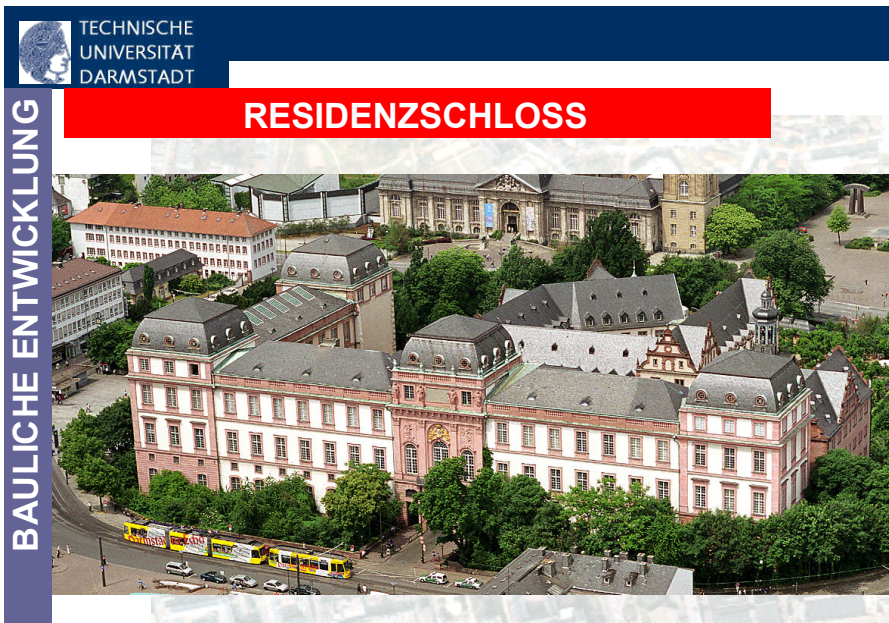 TECHNISCHE
UNIVERSITÄT
DARMSTADT
RESIDENZSCHLOSS
BAULICHE ENTWICKLUNG